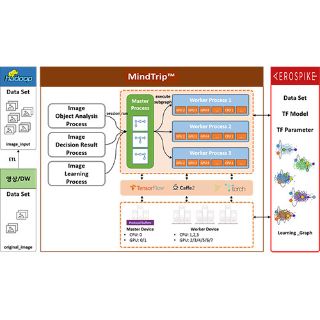 hadoop
Data Set
image_input
ETL
영상/DW
Data Set
original_image
MindTrip™
Image
Object Analysis
Process
Image
Decision Result
Process
Image
Learning
Process
session run
Master
Process
execute
subgraph
Worker Process 1
Worker Process 2
Worker Process 3
TensorFlow
Caffe2
Torch
Protocol Buffers
Master Device
• CPU: 0
• GPU: 0/1
Worker Device
• CPU: 1,2,3
• GPU: 2/3/4/5/6/7
AEROSPIKE
Data Set
TF Model
TF Parameter
Learning_Graph